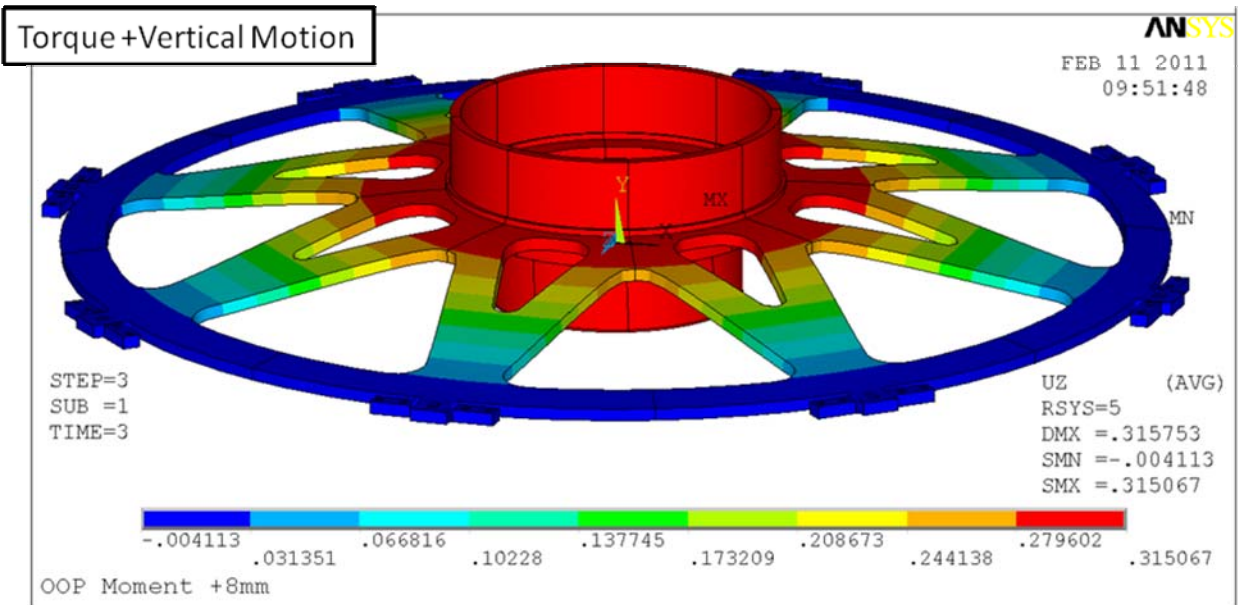 Torque +Vertical Motion
ANSYS
FEB 11 2011
09:51:48
Y
MX
X
MN
STEP=3
SUB =1
TIME=3
UZ (AVG)
RSYS=5
DMX =.315753
SMN =-.004113
SMX =.315067
-.004113 .066816 .137745 .208673 .279602
.031351 .10228 .173209 .244138 .315067
OOP Moment +8mm